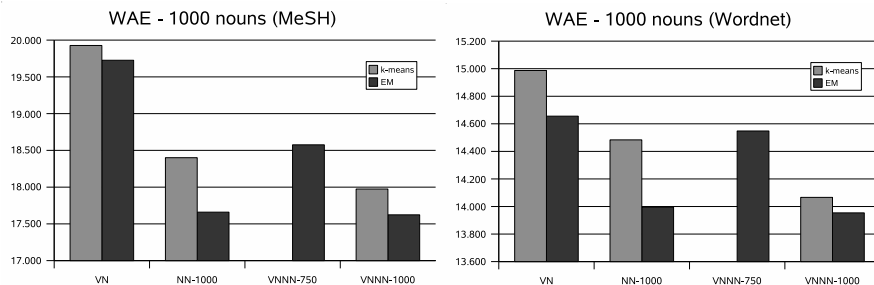 WAE - 1000 nouns (MeSH)
20.000
19.500
19.000
18.500
18.000
17.500
17.000
k-means
EM
VN
NN-1000
VNNN-750
VNNN-1000
WAE - 1000 nouns (Wordnet)
15.200
15.000
14.800
14.600
14.400
14.200
14.000
13.800
13.600
k-means
EM
VN
NN-1000
VNNN-750
VNNN-1000